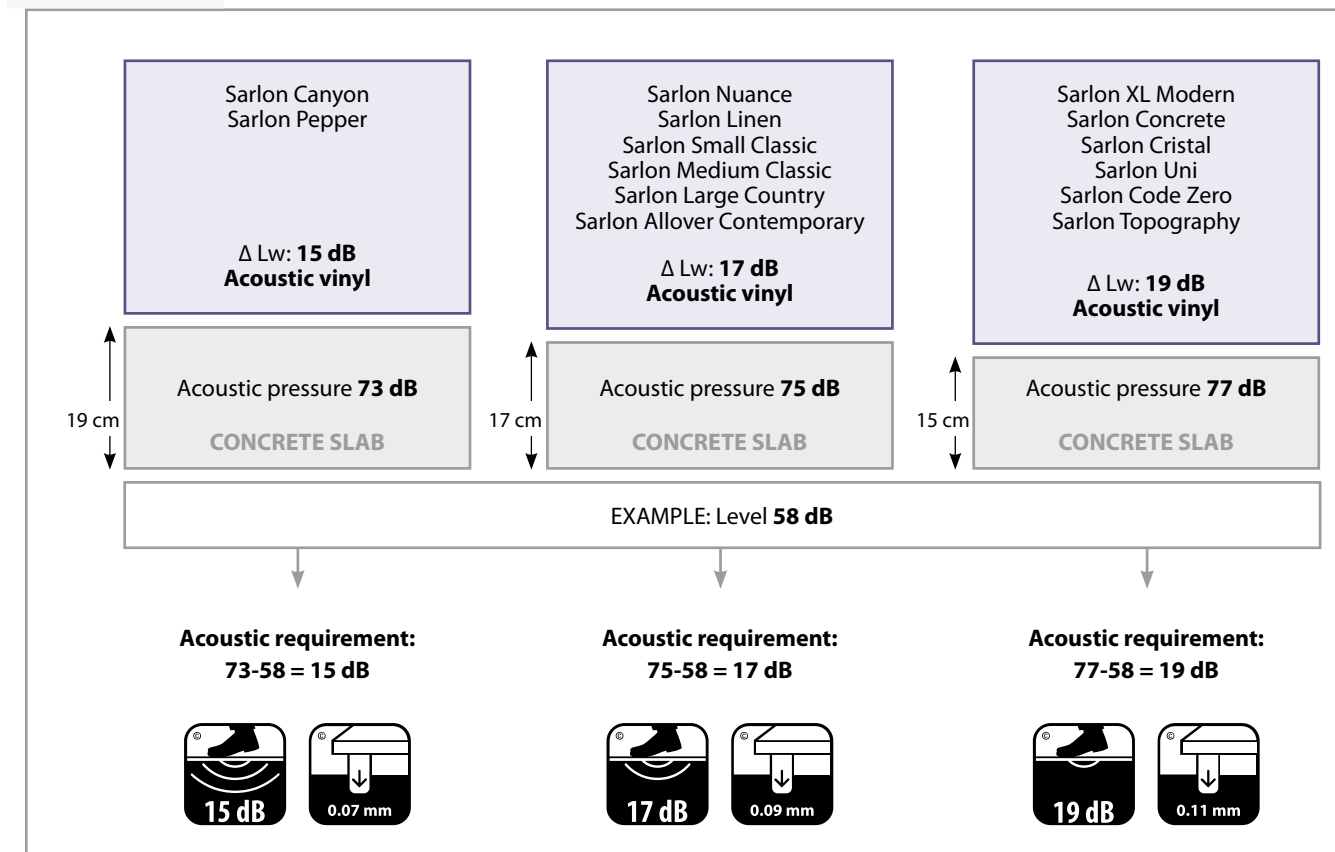 Sarlon Canyon
Sarlon Pepper
Δ Lw: 15 dB
Acoustic vinyl
19 cm
Acoustic pressure 73 dB
CONCRETE SLAB
Sarlon Nuance
Sarlon Linen
Sarlon Small Classic
Sarlon Medium Classic
Sarlon Large Country
Sarlon Allover Contemporary
Δ Lw: 17 dB
Acoustic vinyl
17 cm
Acoustic pressure 75 dB
CONCRETE SLAB
Sarlon XL Modern
Sarlon Concrete
Sarlon Cristal
Sarlon Uni
Sarlon Code Zero
Sarlon Topography
Δ Lw: 19 dB
Acoustic vinyl
15 cm
Acoustic pressure 77 dB
CONCRETE SLAB
EXAMPLE: Level 58 dB
Acoustic requirement:
73-58 = 15 dB
©
15 dB
©
0.07 mm
Acoustic requirement:
75-58 = 17 dB
©
17 dB
©
0.09 mm
Acoustic requirement:
77-58 = 19 dB
©
19 dB
©
0.11 mm